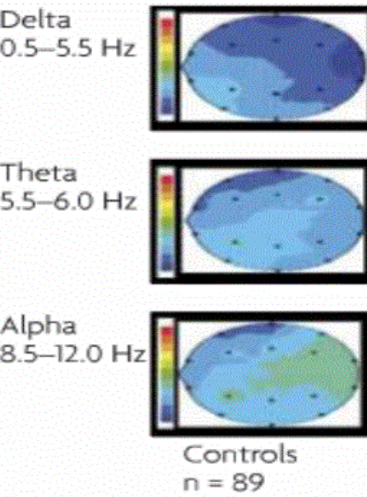 Delta
0.5–5.5 Hz
Theta
5.5–6.0 Hz
Alpha
8.5–12.0 Hz
Controls
n = 89